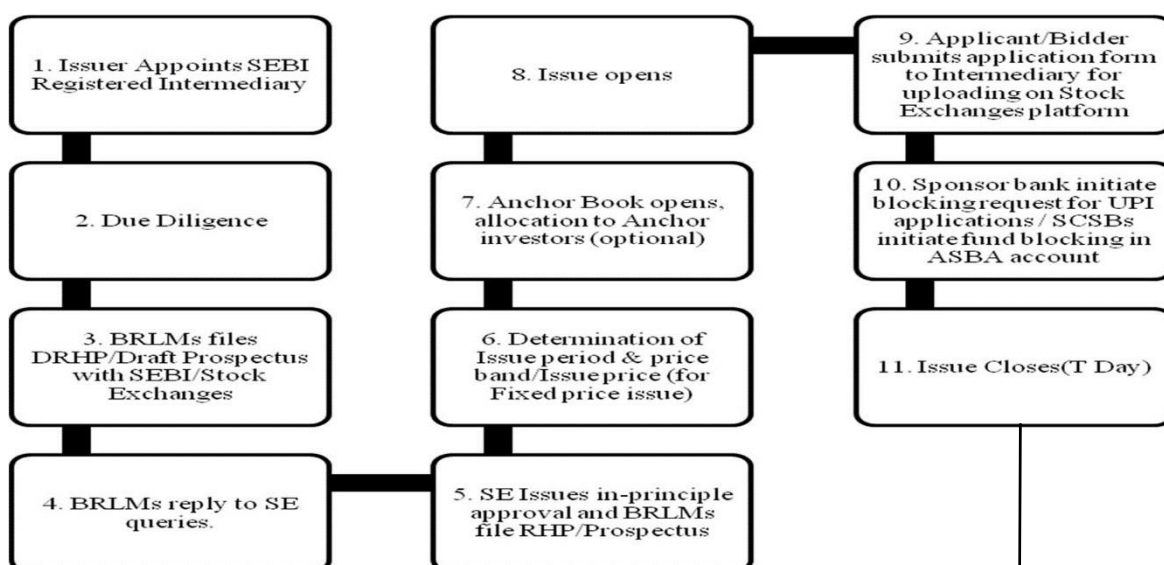 1. Issuer Appoints SEBI
Registered Intermediary
2. Due Diligence
3. BRLMs files
DRHP/Draft Prospectus
with SEBI/Stock
Exchanges
4. BRLMs reply to SE
queries.
5. SE Issues in-principle
approval and BRLMs
file RHP/Prospectus
6. Determination of
Issue period & price
band/Issue price (for
Fixed price issue)
7. Anchor Book opens,
allocation to Anchor
investors (optional)
8. Issue opens
9. Applicant/Bidder
submits application form
to Intermediary for
uploading on Stock
Exchanges platform
10. Sponsor bank initiate
blocking request for UPI
applications / SCSBs
initiate fund blocking in
ASBA account
11. Issue Closes(T Day)